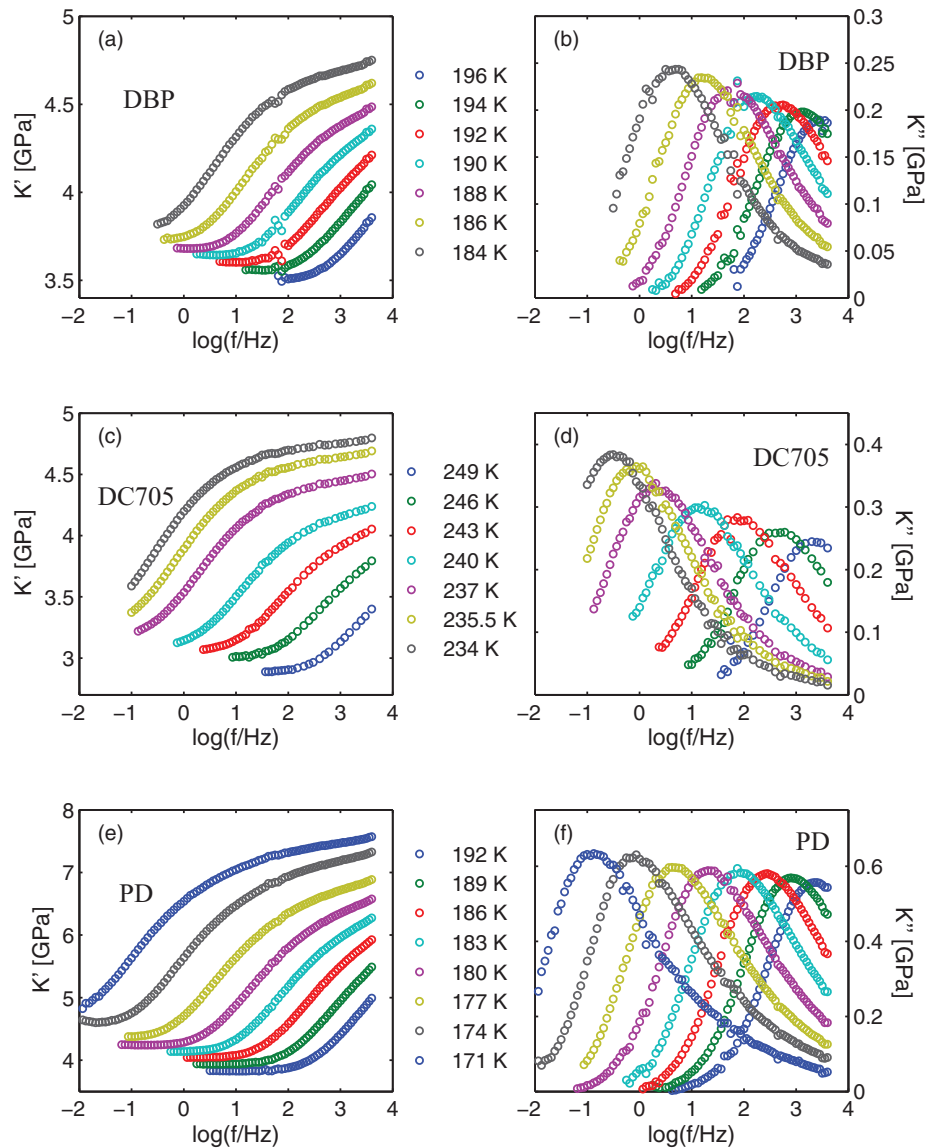 (a)
DBP
K' [GPa]
5
4.5
4
3.5
−2 −1 0 1 2 3 4
log(f/Hz)
196 K
194 K
192 K
190 K
188 K
186 K
184 K
(b)
DBP
K'' [GPa]
0.3
0.25
0.2
0.15
0.1
0.05
0
−2 −1 0 1 2 3 4
log(f/Hz)
(c)
DC705
K' [GPa]
5
4.5
4
3.5
3
−2 −1 0 1 2 3 4
log(f/Hz)
249 K
246 K
243 K
240 K
237 K
235.5 K
234 K
(d)
DC705
K'' [GPa]
0.4
0.3
0.2
0.1
0
−2 −1 0 1 2 3 4
log(f/Hz)
(e)
PD
K' [GPa]
8
7
6
5
4
−2 −1 0 1 2 3 4
log(f/Hz)
192 K
189 K
186 K
183 K
180 K
177 K
174 K
171 K
(f)
PD
K'' [GPa]
0.6
0.4
0.2
0
−2 −1 0 1 2 3 4
log(f/Hz)